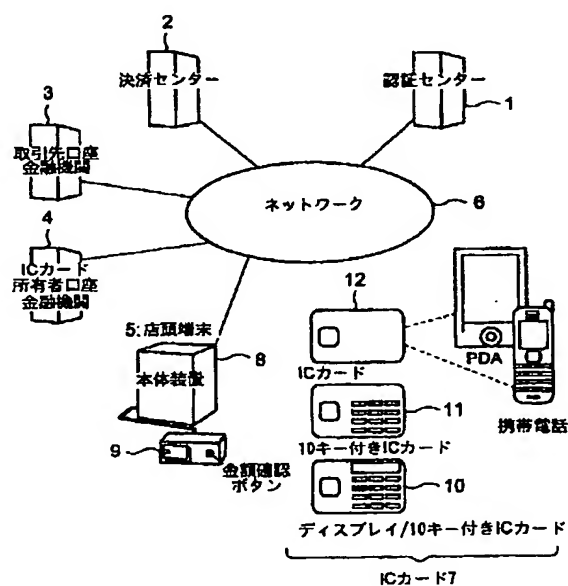 2
決済センター
認証センター
1
3
取引先口座
金融機関
4
ICカード
所有者口座
金融機関
ネットワーク
6
5:店頭端末
本体装置
8
9
金額確認
ボタン
12
ICカード
PDA
携帯電話
11
10キー付きICカード
10
ディスプレイ/10キー付きICカード
ICカード7